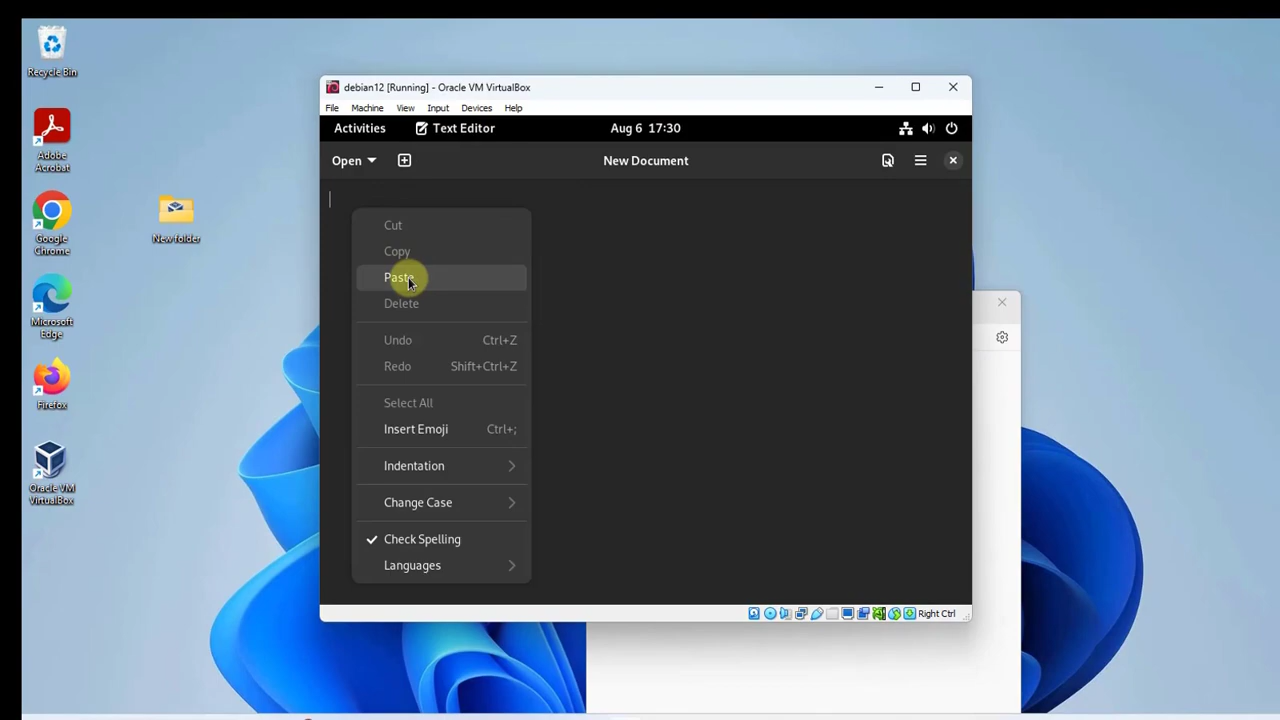 Recycle Bin
Adobe
Acrobat
Google
Chrome
New folder
Microsoft
Edge
Firefox
Oracle VM
VirtualBox
debian12 [Running] - Oracle VM VirtualBox
File Machine View Input Devices Help
Activities Text Editor Aug 6 17:30
Open New Document
Cut
Copy
Paste
Delete
Undo Ctrl+Z
Redo Shift+Ctrl+Z
Select All
Insert Emoji Ctrl+;
Indentation
Change Case
Check Spelling
Languages
Right Ctrl